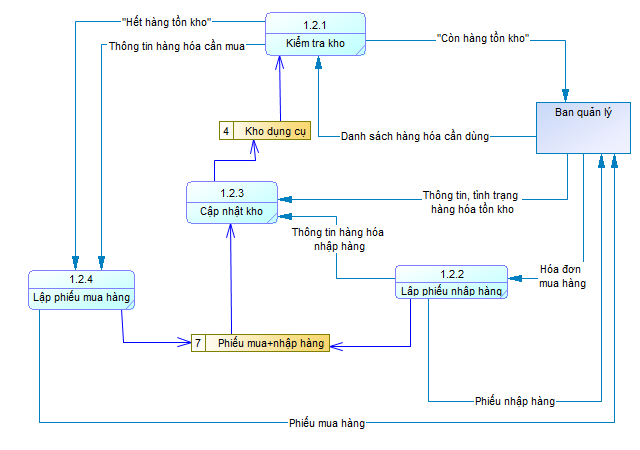 "Hết hàng tồn kho"
1.2.1
Kiểm tra kho
Thông tin hàng hóa cần mua
"Còn hàng tồn kho"
Ban quản lý
4 Kho dụng cụ
Danh sách hàng hóa cần dùng
1.2.3
Cập nhật kho
Thông tin, tình trạng
hàng hóa tồn kho
Thông tin hàng hóa
nhập hàng
1.2.4
Lập phiếu mua hàng
1.2.2
Lập phiếu nhập hàng
Hóa đơn
mua hàng
7 Phiếu mua+nhập hàng
Phiếu nhập hàng
Phiếu mua hàng